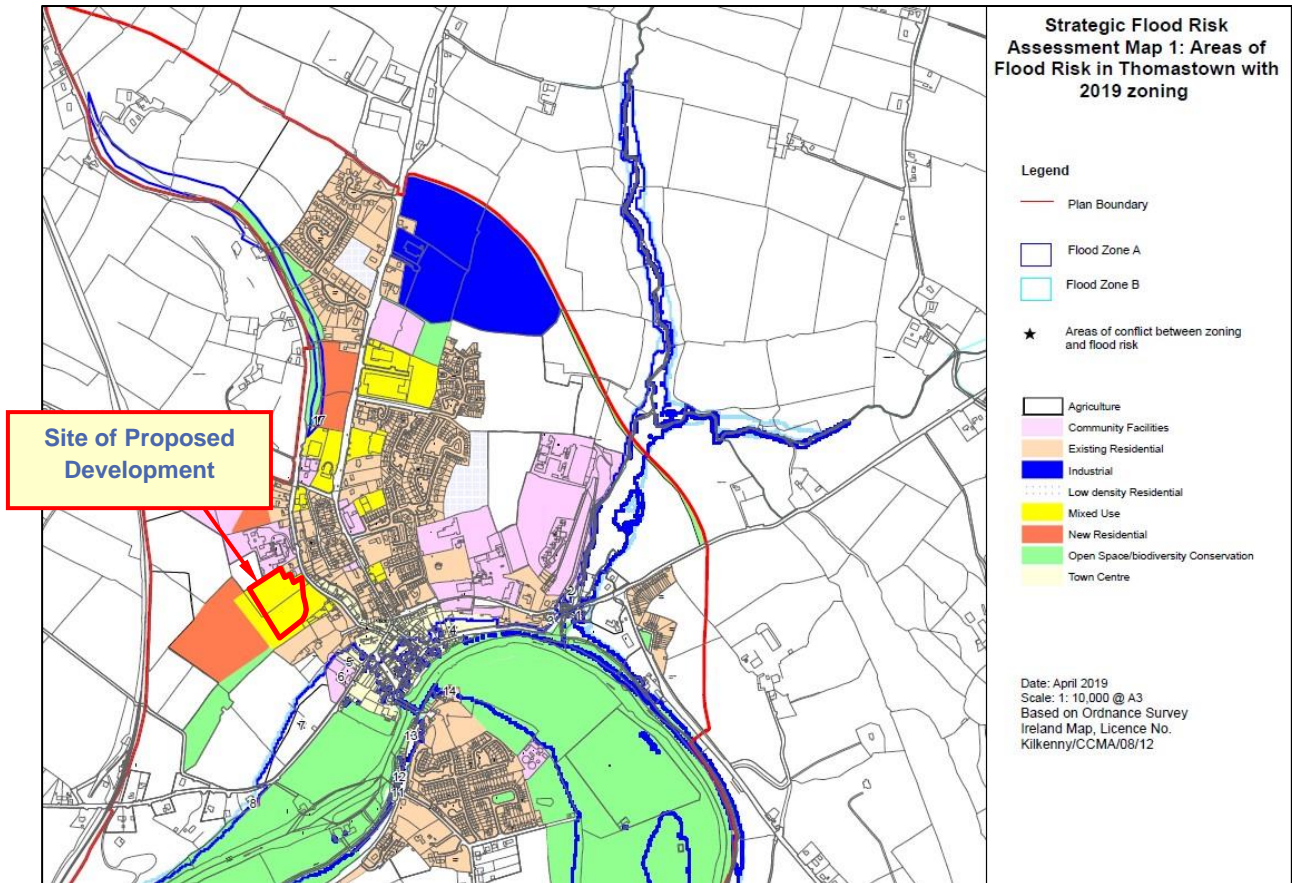 Strategic Flood Risk
Assessment Map 1: Areas of
Flood Risk in Thomastown with
2019 zoning
Legend
Plan Boundary
Flood Zone A
Flood Zone B
Areas of conflict between zoning
and flood risk
Agriculture
Community Facilities
Existing Residential
Industrial
Low density Residential
Mixed Use
New Residential
Open Space/biodiversity Conservation
Town Centre
Date: April 2019
Scale: 1: 10,000 @ A3
Based on Ordnance Survey
Ireland Map, Licence No.
Kilkenny/CCMA/08/12
Site of Proposed
Development
17
2
3
1
4
5
6
14
7
13
12
11
8